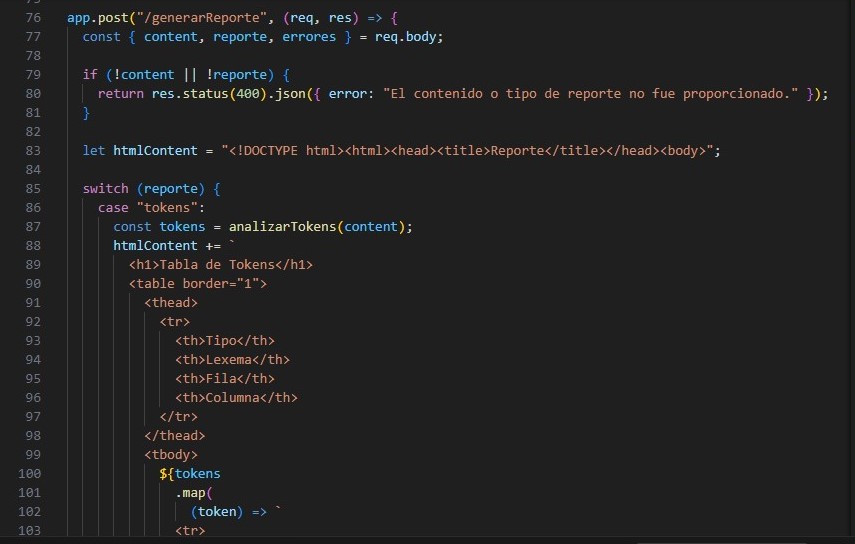 76 app.post("/generarReporte", (req, res) => {
77   const { content, reporte, errores } = req.body;
78
79   if (!content || !reporte) {
80     return res.status(400).json({ error: "El contenido o tipo de reporte no fue proporcionado." });
81   }
82
83   let htmlContent = "<!DOCTYPE html><html><head><title>Reporte</title></head><body>";
84
85   switch (reporte) {
86     case "tokens":
87       const tokens = analizarTokens(content);
88       htmlContent += `
89         <h1>Tabla de Tokens</h1>
90         <table border="1">
91           <thead>
92             <tr>
93               <th>Tipo</th>
94               <th>Lexema</th>
95               <th>Fila</th>
96               <th>Columna</th>
97             </tr>
98           </thead>
99           <tbody>
100             ${tokens
101               .map(
102                 (token) => `
103               <tr>